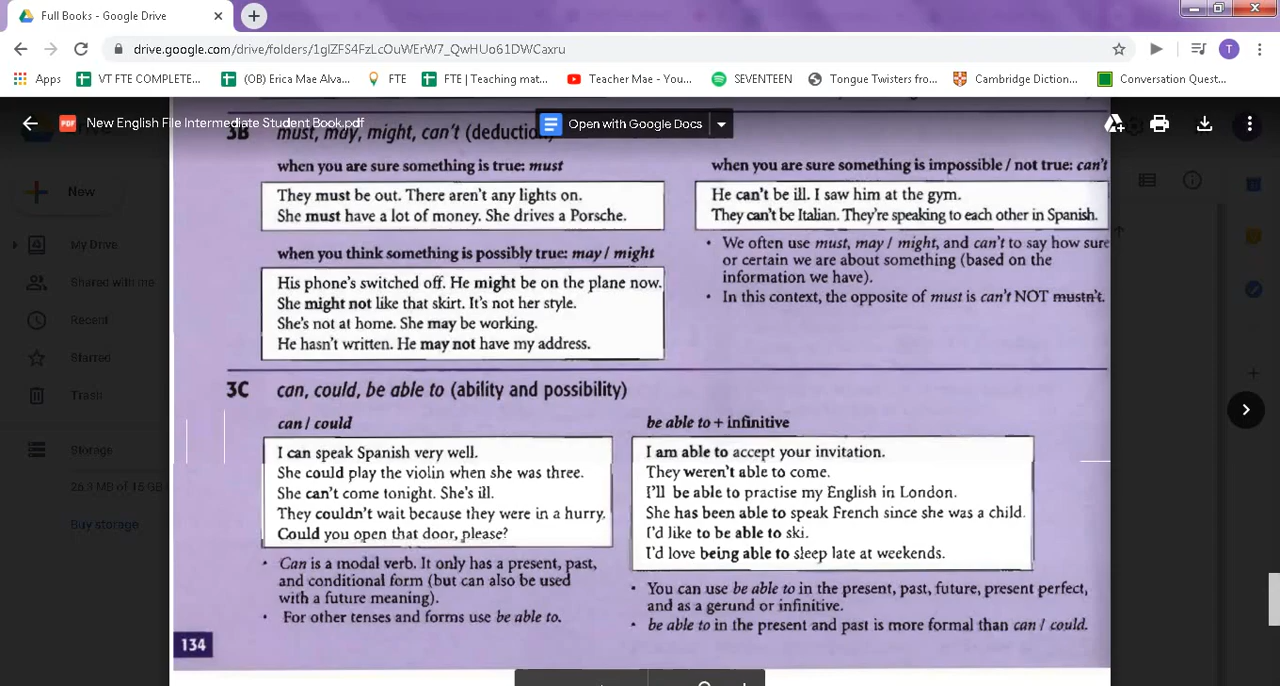 Full Books - Google Drive
drive.google.com/drive/folders/1glZFS4FzLcOuWErW7_QwHUo61DWCaxru
T
Apps
VT FTE COMPLETE...
(OB) Erica Mae Alva...
FTE
FTE | Teaching mat...
Teacher Mae - You...
SEVENTEEN
Tongue Twisters fro...
Cambridge Diction...
Conversation Quest...
PDF
New English File Intermediate Student Book.pdf
Open with Google Docs
New
My Drive
Shared with me
Recent
Starred
Trash
Storage
26.3 MB of 15 GB
Buy storage
3B must, may, might, can't (deduction
when you are sure something is true: must
They must be out. There aren't any lights on.
She must have a lot of money. She drives a Porsche.
when you think something is possibly true: may / might
His phone's switched off. He might be on the plane now.
She might not like that skirt. It's not her style.
She's not at home. She may be working.
He hasn't written. He may not have my address.
when you are sure something is impossible / not true: can't
He can't be ill. I saw him at the gym.
They can't be Italian. They're speaking to each other in Spanish.
• We often use must, may / might, and can't to say how sure
or certain we are about something (based on the
information we have).
• In this context, the opposite of must is can't NOT mustn't.
3C can, could, be able to (ability and possibility)
can / could
I can speak Spanish very well.
She could play the violin when she was three.
She can't come tonight. She's ill.
They couldn't wait because they were in a hurry.
Could you open that door, please?
• Can is a modal verb. It only has a present, past,
and conditional form (but can also be used
with a future meaning).
• For other tenses and forms use be able to.
be able to + infinitive
I am able to accept your invitation.
They weren't able to come.
I'll be able to practise my English in London.
She has been able to speak French since she was a child.
I'd like to be able to ski.
I'd love being able to sleep late at weekends.
• You can use be able to in the present, past, future, present perfect,
and as a gerund or infinitive.
• be able to in the present and past is more formal than can / could.
134